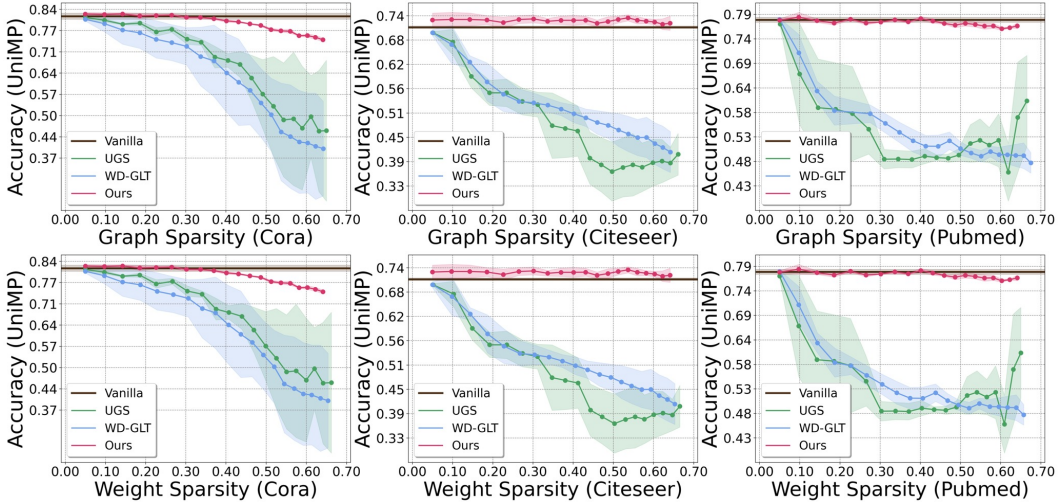 Accuracy (UniMP)
0.84
0.77
0.71
0.64
0.57
0.50
0.44
0.37
Vanilla
UGS
WD-GLT
Ours
0.00 0.10 0.20 0.30 0.40 0.50 0.60 0.70
Graph Sparsity (Cora)
Accuracy (UniMP)
0.74
0.68
0.62
0.56
0.51
0.45
0.39
0.33
Vanilla
UGS
WD-GLT
Ours
0.00 0.10 0.20 0.30 0.40 0.50 0.60 0.70
Graph Sparsity (Citeseer)
Accuracy (UniMP)
0.79
0.74
0.69
0.64
0.58
0.53
0.48
0.43
Vanilla
UGS
WD-GLT
Ours
0.00 0.10 0.20 0.30 0.40 0.50 0.60 0.70
Graph Sparsity (Pubmed)
Accuracy (UniMP)
0.84
0.77
0.71
0.64
0.57
0.50
0.44
0.37
Vanilla
UGS
WD-GLT
Ours
0.00 0.10 0.20 0.30 0.40 0.50 0.60 0.70
Weight Sparsity (Cora)
Accuracy (UniMP)
0.74
0.68
0.62
0.56
0.51
0.45
0.39
0.33
Vanilla
UGS
WD-GLT
Ours
0.00 0.10 0.20 0.30 0.40 0.50 0.60 0.70
Weight Sparsity (Citeseer)
Accuracy (UniMP)
0.79
0.74
0.69
0.64
0.58
0.53
0.48
0.43
Vanilla
UGS
WD-GLT
Ours
0.00 0.10 0.20 0.30 0.40 0.50 0.60 0.70
Weight Sparsity (Pubmed)